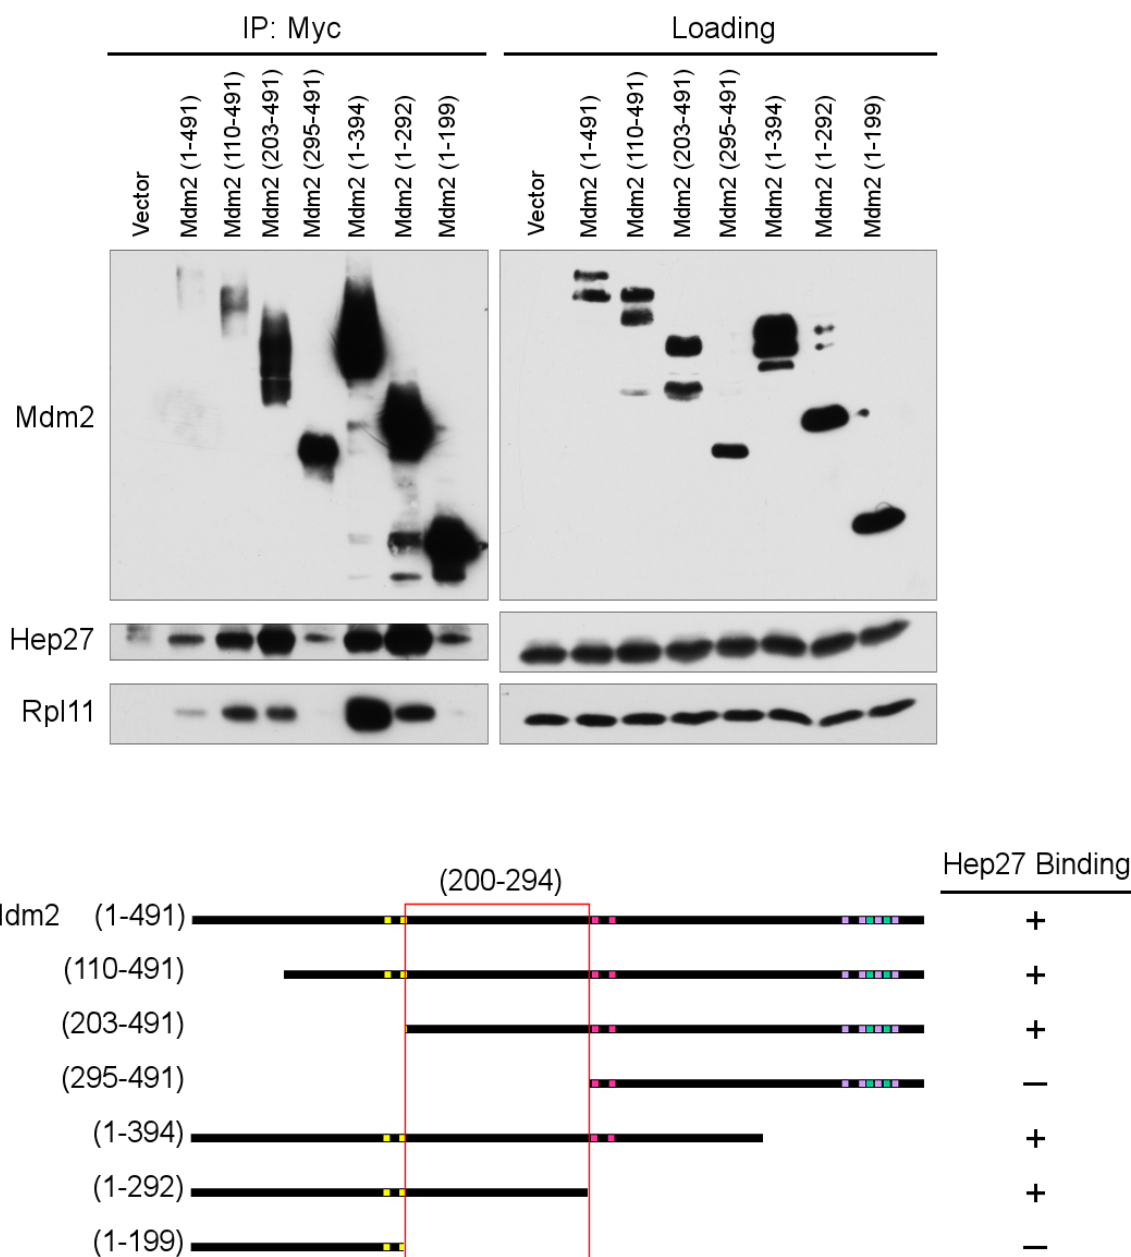 IP: Myc
Loading
Vector
Mdm2 (1-491)
Mdm2 (110-491)
Mdm2 (203-491)
Mdm2 (295-491)
Mdm2 (1-394)
Mdm2 (1-292)
Mdm2 (1-199)
Vector
Mdm2 (1-491)
Mdm2 (110-491)
Mdm2 (203-491)
Mdm2 (295-491)
Mdm2 (1-394)
Mdm2 (1-292)
Mdm2 (1-199)
Mdm2
Hep27
Rpl11
Hep27 Binding
(200-294)
dm2 (1-491) +
(110-491) +
(203-491) +
(295-491) —
(1-394) +
(1-292) +
(1-199) —